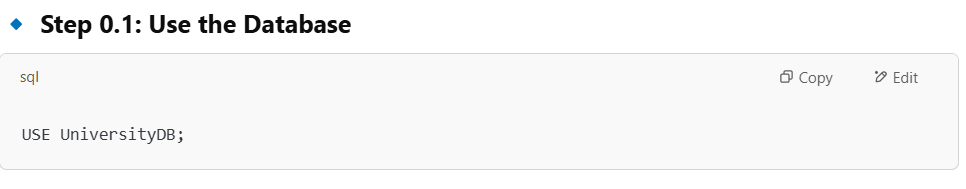 Step 0.1: Use the Database
sql
Copy
Edit
USE UniversityDB;